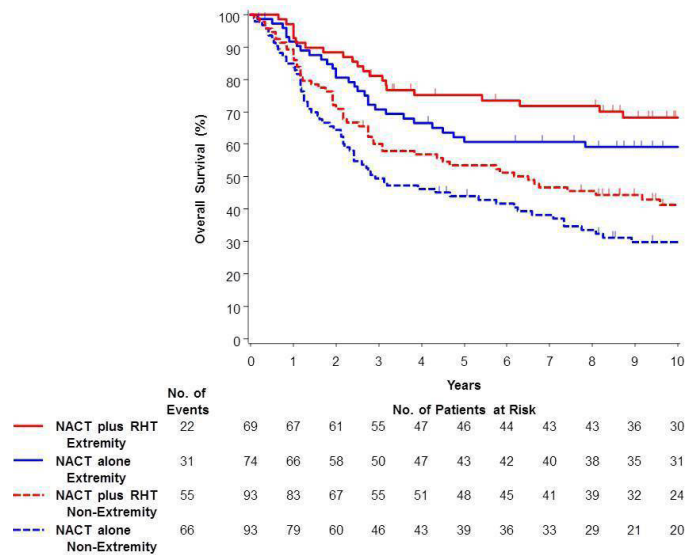 100
90
80
70
60
50
40
30
20
10
0
Overall Survival (%)
0 1 2 3 4 5 6 7 8 9 10
Years
No. of
Events
No. of Patients at Risk
NACT plus RHT 22 69 67 61 55 47 46 44 43 43 36 30
Extremity
NACT alone 31 74 66 58 50 47 43 42 40 38 35 31
Extremity
NACT plus RHT 55 93 83 67 55 51 48 45 41 39 32 24
Non-Extremity
NACT alone 66 93 79 60 46 43 39 36 33 29 21 20
Non-Extremity